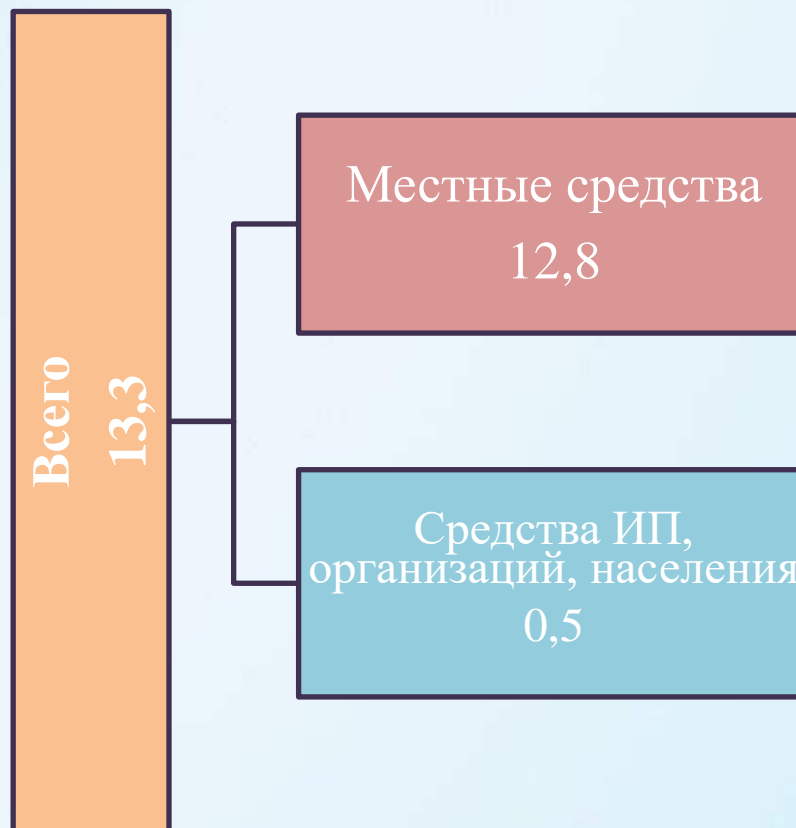 Всего
13,3
Местные средства
12,8
Средства ИП,
организаций, населения
0,5